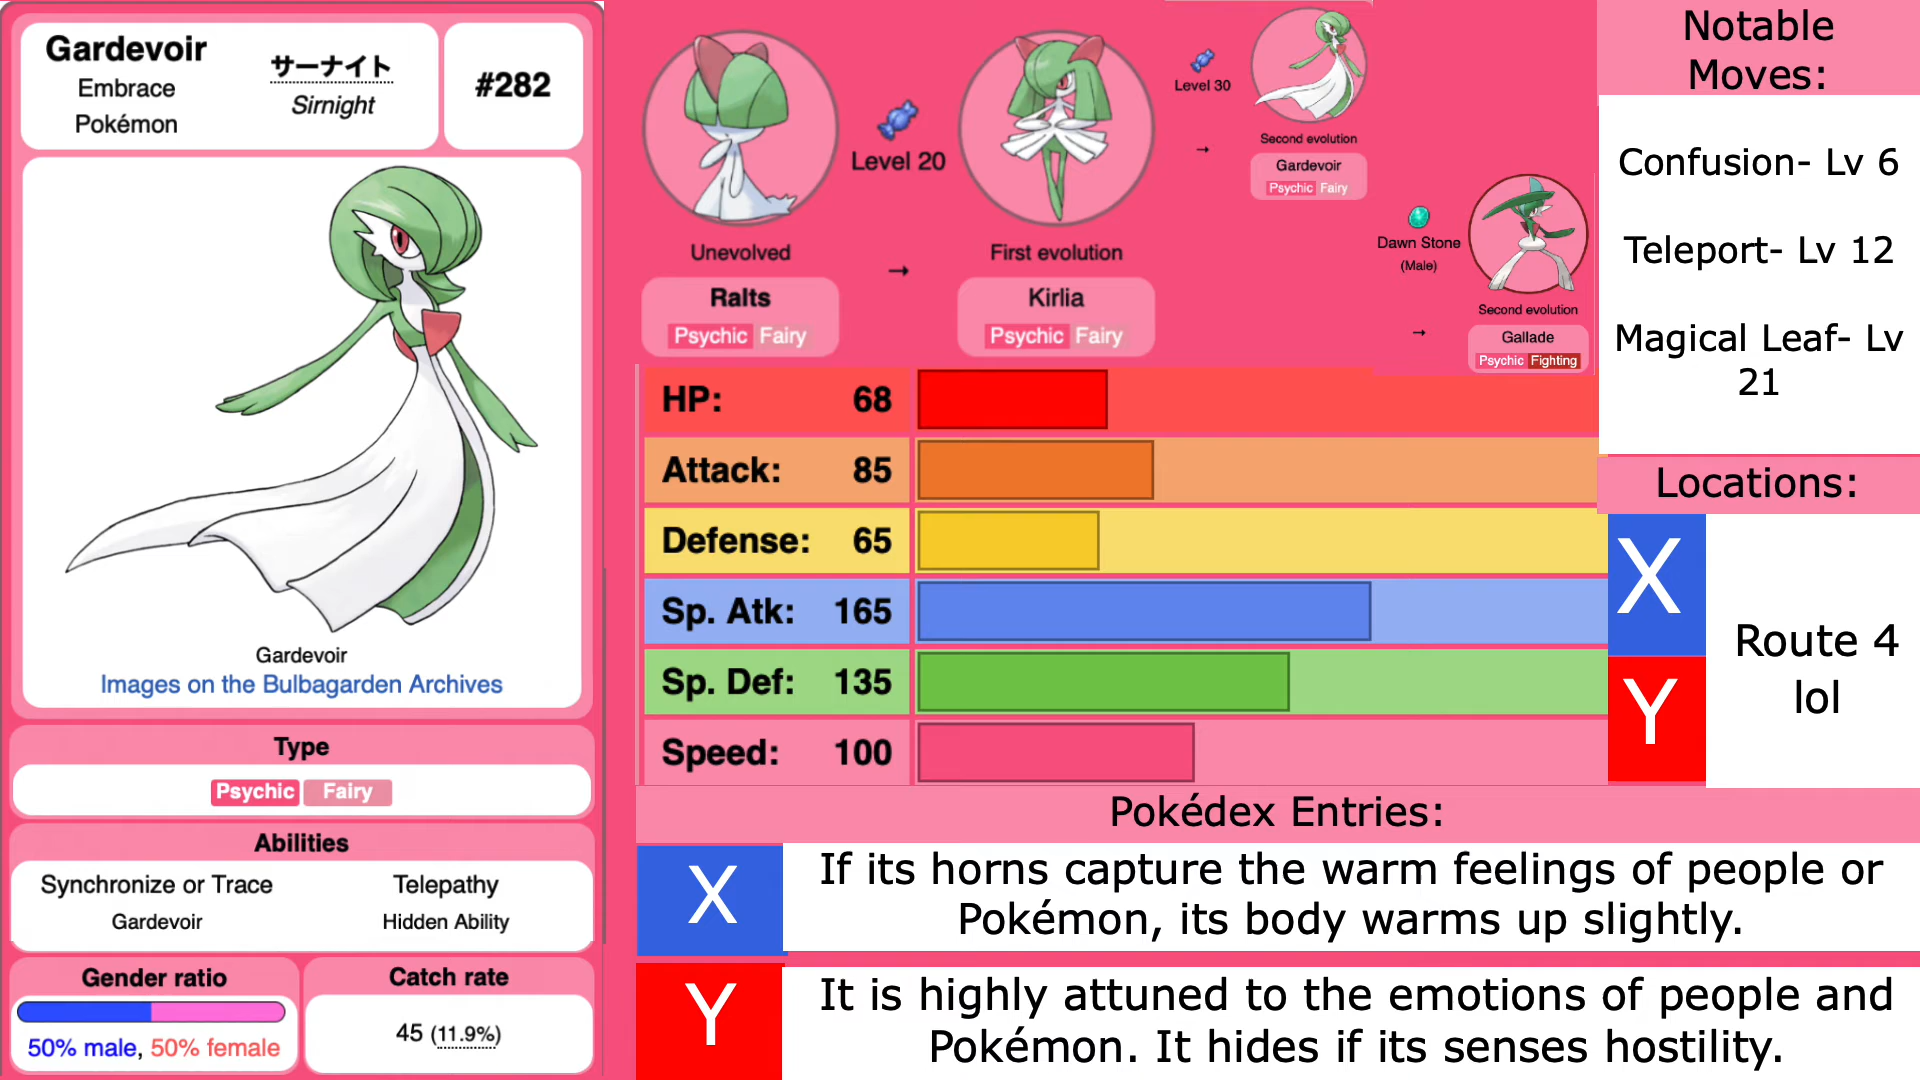 Gardevoir
Embrace
Pokémon
サーナイト
Sirnight
#282
Gardevoir
Images on the Bulbagarden Archives
Type
Psychic Fairy
Abilities
Synchronize or Trace
Gardevoir
Telepathy
Hidden Ability
Gender ratio
50% male, 50% female
Catch rate
45 (11.9%)
Unevolved
Ralts
Psychic Fairy
Level 20
→
First evolution
Kirlia
Psychic Fairy
Level 30
→
Second evolution
Gardevoir
Psychic Fairy
Dawn Stone
(Male)
→
Second evolution
Gallade
Psychic Fighting
HP: 68
Attack: 85
Defense: 65
Sp. Atk: 165
Sp. Def: 135
Speed: 100
Notable
Moves:
Confusion- Lv 6
Teleport- Lv 12
Magical Leaf- Lv
21
Locations:
X
Y
Route 4
lol
Pokédex Entries:
X
If its horns capture the warm feelings of people or
Pokémon, its body warms up slightly.
Y
It is highly attuned to the emotions of people and
Pokémon. It hides if its senses hostility.